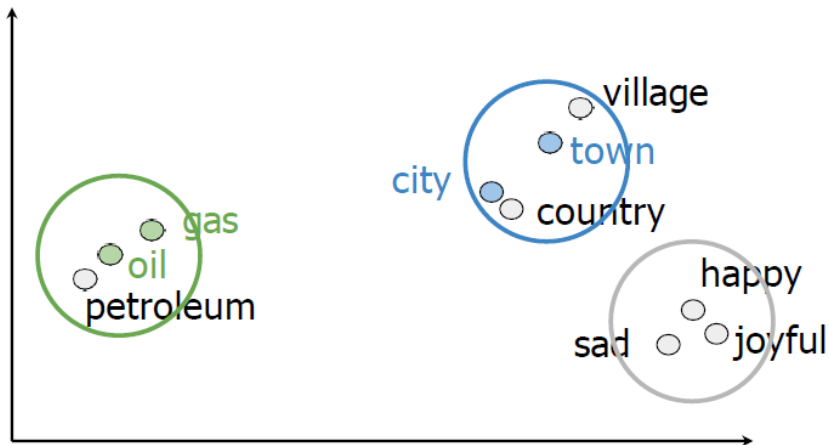 village
town
city
country
gas
oil
petroleum
happy
sad
joyful